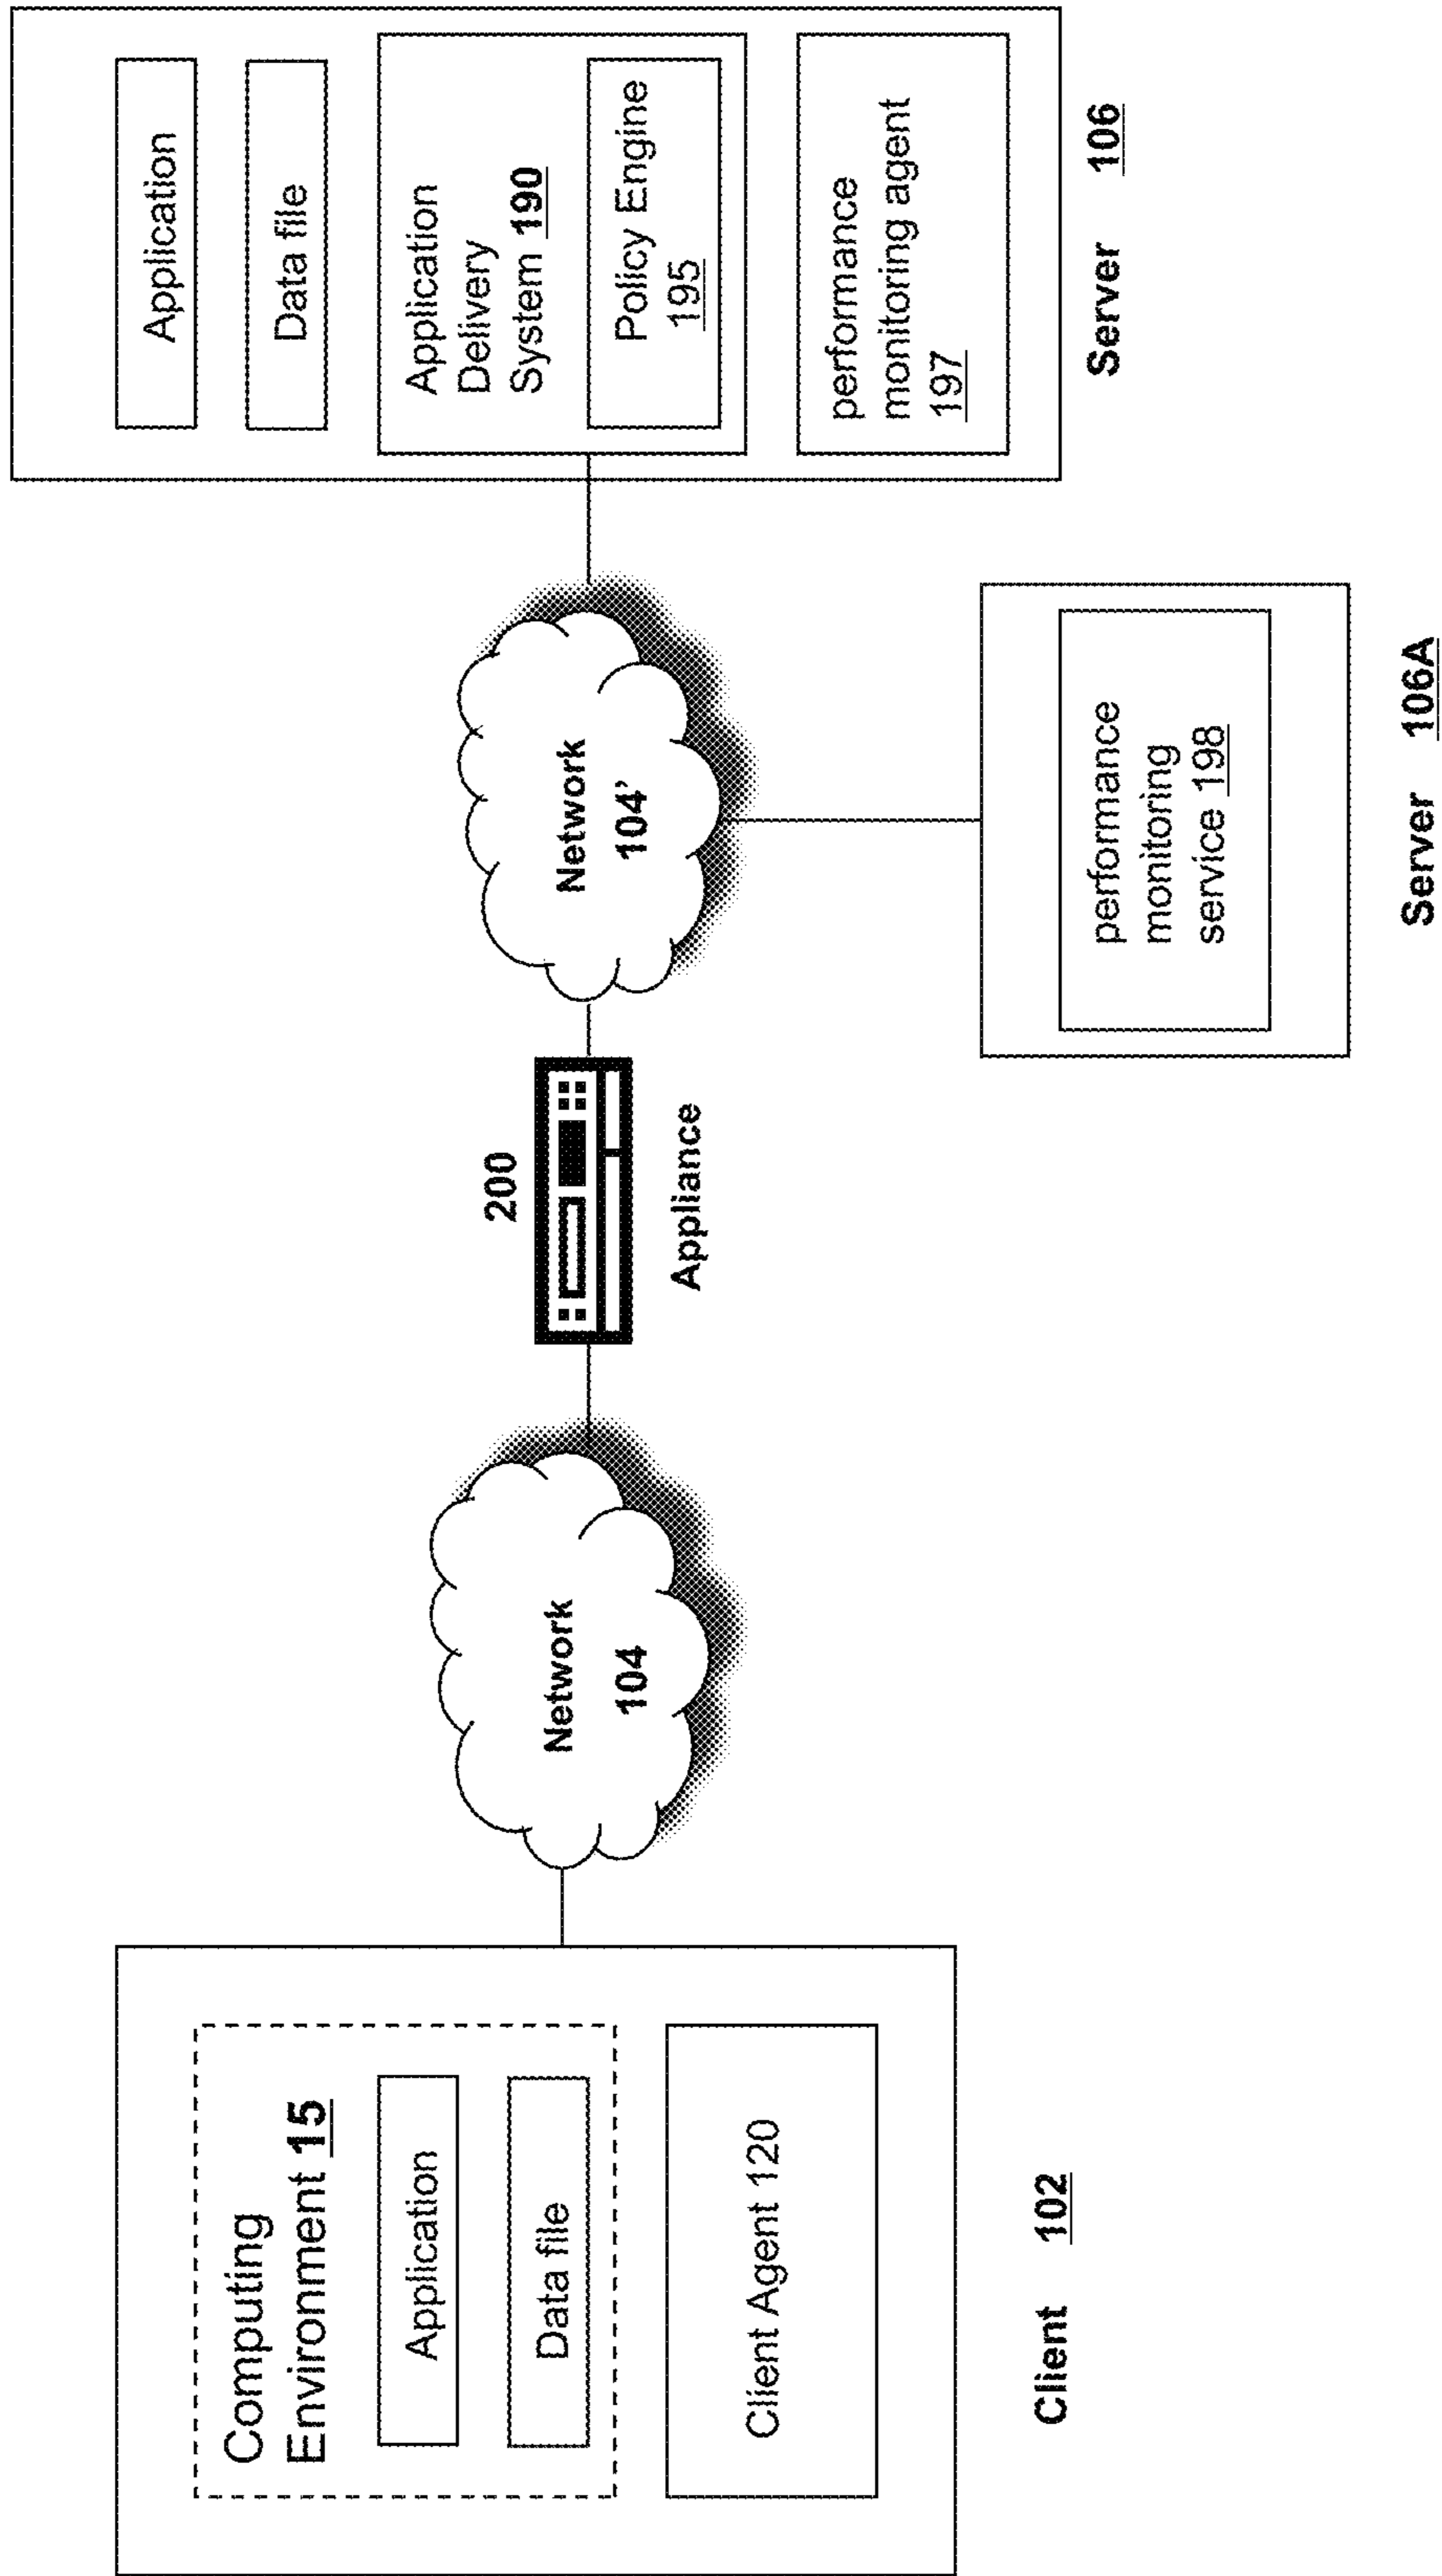 Computing
Environment 15
Application
Data file
Client Agent 120
Client 102
Network
104
200
Appliance
Network
104’
performance
monitoring
service 198
Server 106A
Application
Data file
Application
Delivery
System 190
Policy Engine
195
performance
monitoring agent
197
Server 106